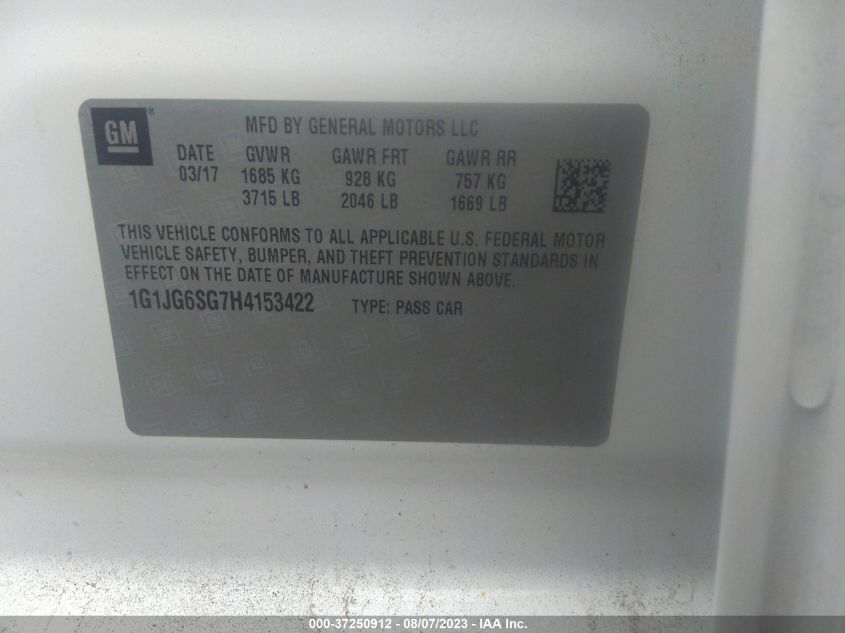 GM®
MFD BY GENERAL MOTORS LLC
DATE GVWR GAWR FRT GAWR RR
03/17 1685 KG 928 KG 757 KG
3715 LB 2046 LB 1669 LB
THIS VEHICLE CONFORMS TO ALL APPLICABLE U.S. FEDERAL MOTOR
VEHICLE SAFETY, BUMPER, AND THEFT PREVENTION STANDARDS IN
EFFECT ON THE DATE OF MANUFACTURE SHOWN ABOVE.
1G1JG6SG7H4153422 TYPE: PASS CAR
000-37250912 - 08/07/2023 - IAA Inc.